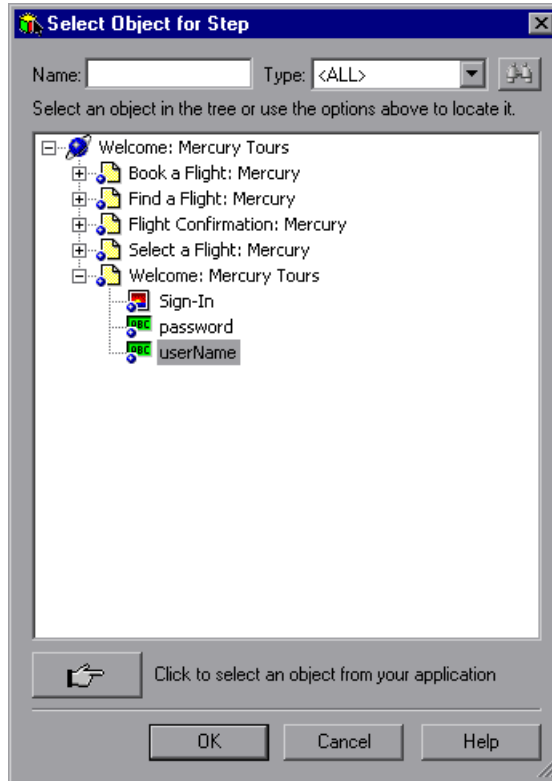 Select Object for Step
Name: Type: <ALL>
Select an object in the tree or use the options above to locate it.
Welcome: Mercury Tours
Book a Flight: Mercury
Find a Flight: Mercury
Flight Confirmation: Mercury
Select a Flight: Mercury
Welcome: Mercury Tours
Sign-In
ABC password
ABC userName
Click to select an object from your application
OK Cancel Help